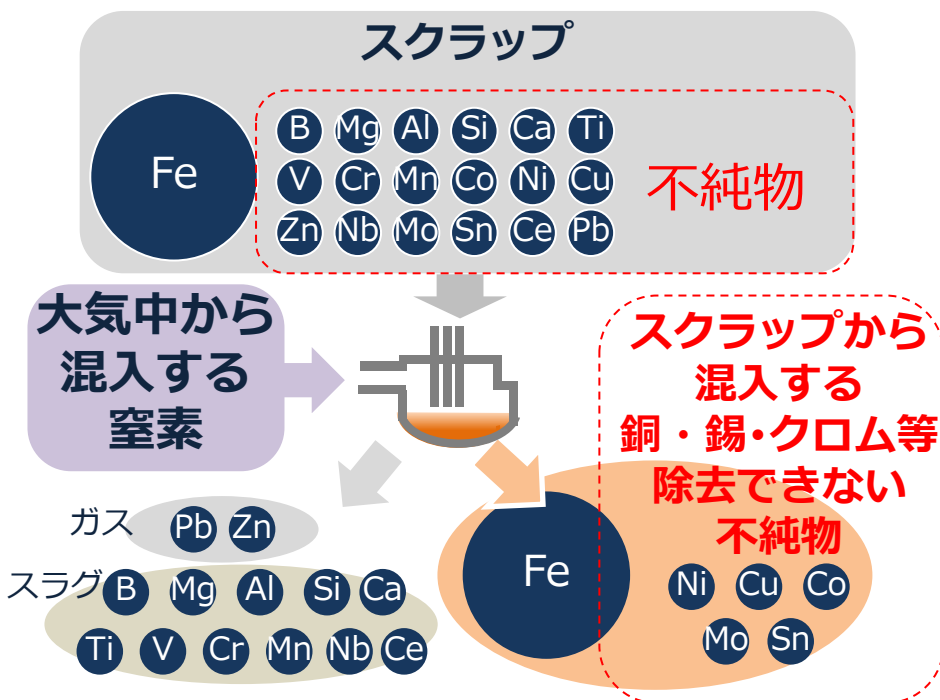 スクラップ
Fe
B Mg Al Si Ca Ti
V Cr Mn Co Ni Cu
Zn Nb Mo Sn Ce Pb
不純物
大気中から
混入する
窒素
スクラップから
混入する
銅・錫・クロム等
除去できない
不純物
ガス
Pb Zn
スラグ
B Mg Al Si Ca
Ti V Cr Mn Nb Ce
Fe
Ni Cu Co
Mo Sn